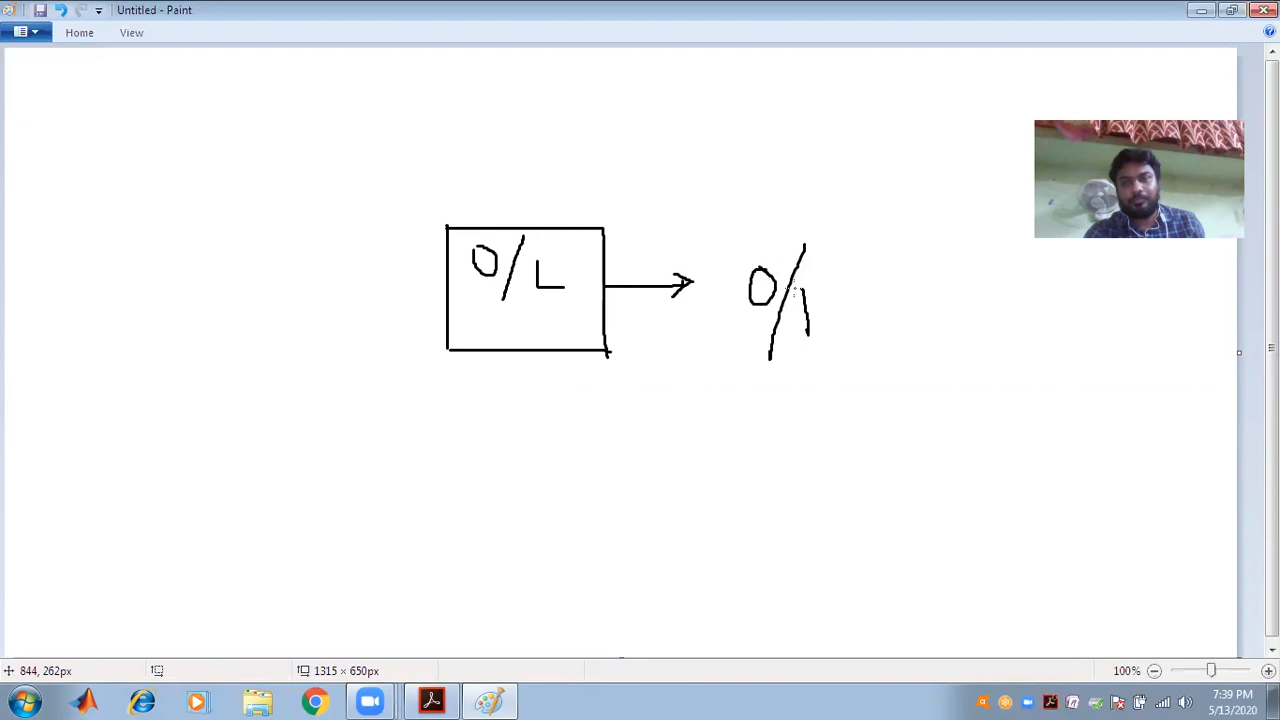 Untitled - Paint
Home View
O/L
844, 262px
1315 × 650px
100%
7:39 PM
5/13/2020